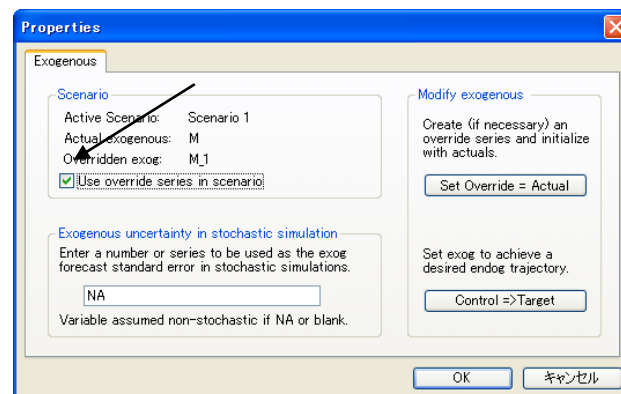 Properties
Exogenous
Scenario
Active Scenario: Scenario 1
Actual exogenous: M
Overridden exog: M_1
Use override series in scenario
Exogenous uncertainty in stochastic simulation
Enter a number or series to be used as the exog
forecast standard error in stochastic simulations.
NA
Variable assumed non-stochastic if NA or blank.
Modify exogenous
Create (if necessary) an
override series and initialize
with actuals.
Set Override = Actual
Set exog to achieve a
desired endog trajectory.
Control =>Target
OK
キャンセル